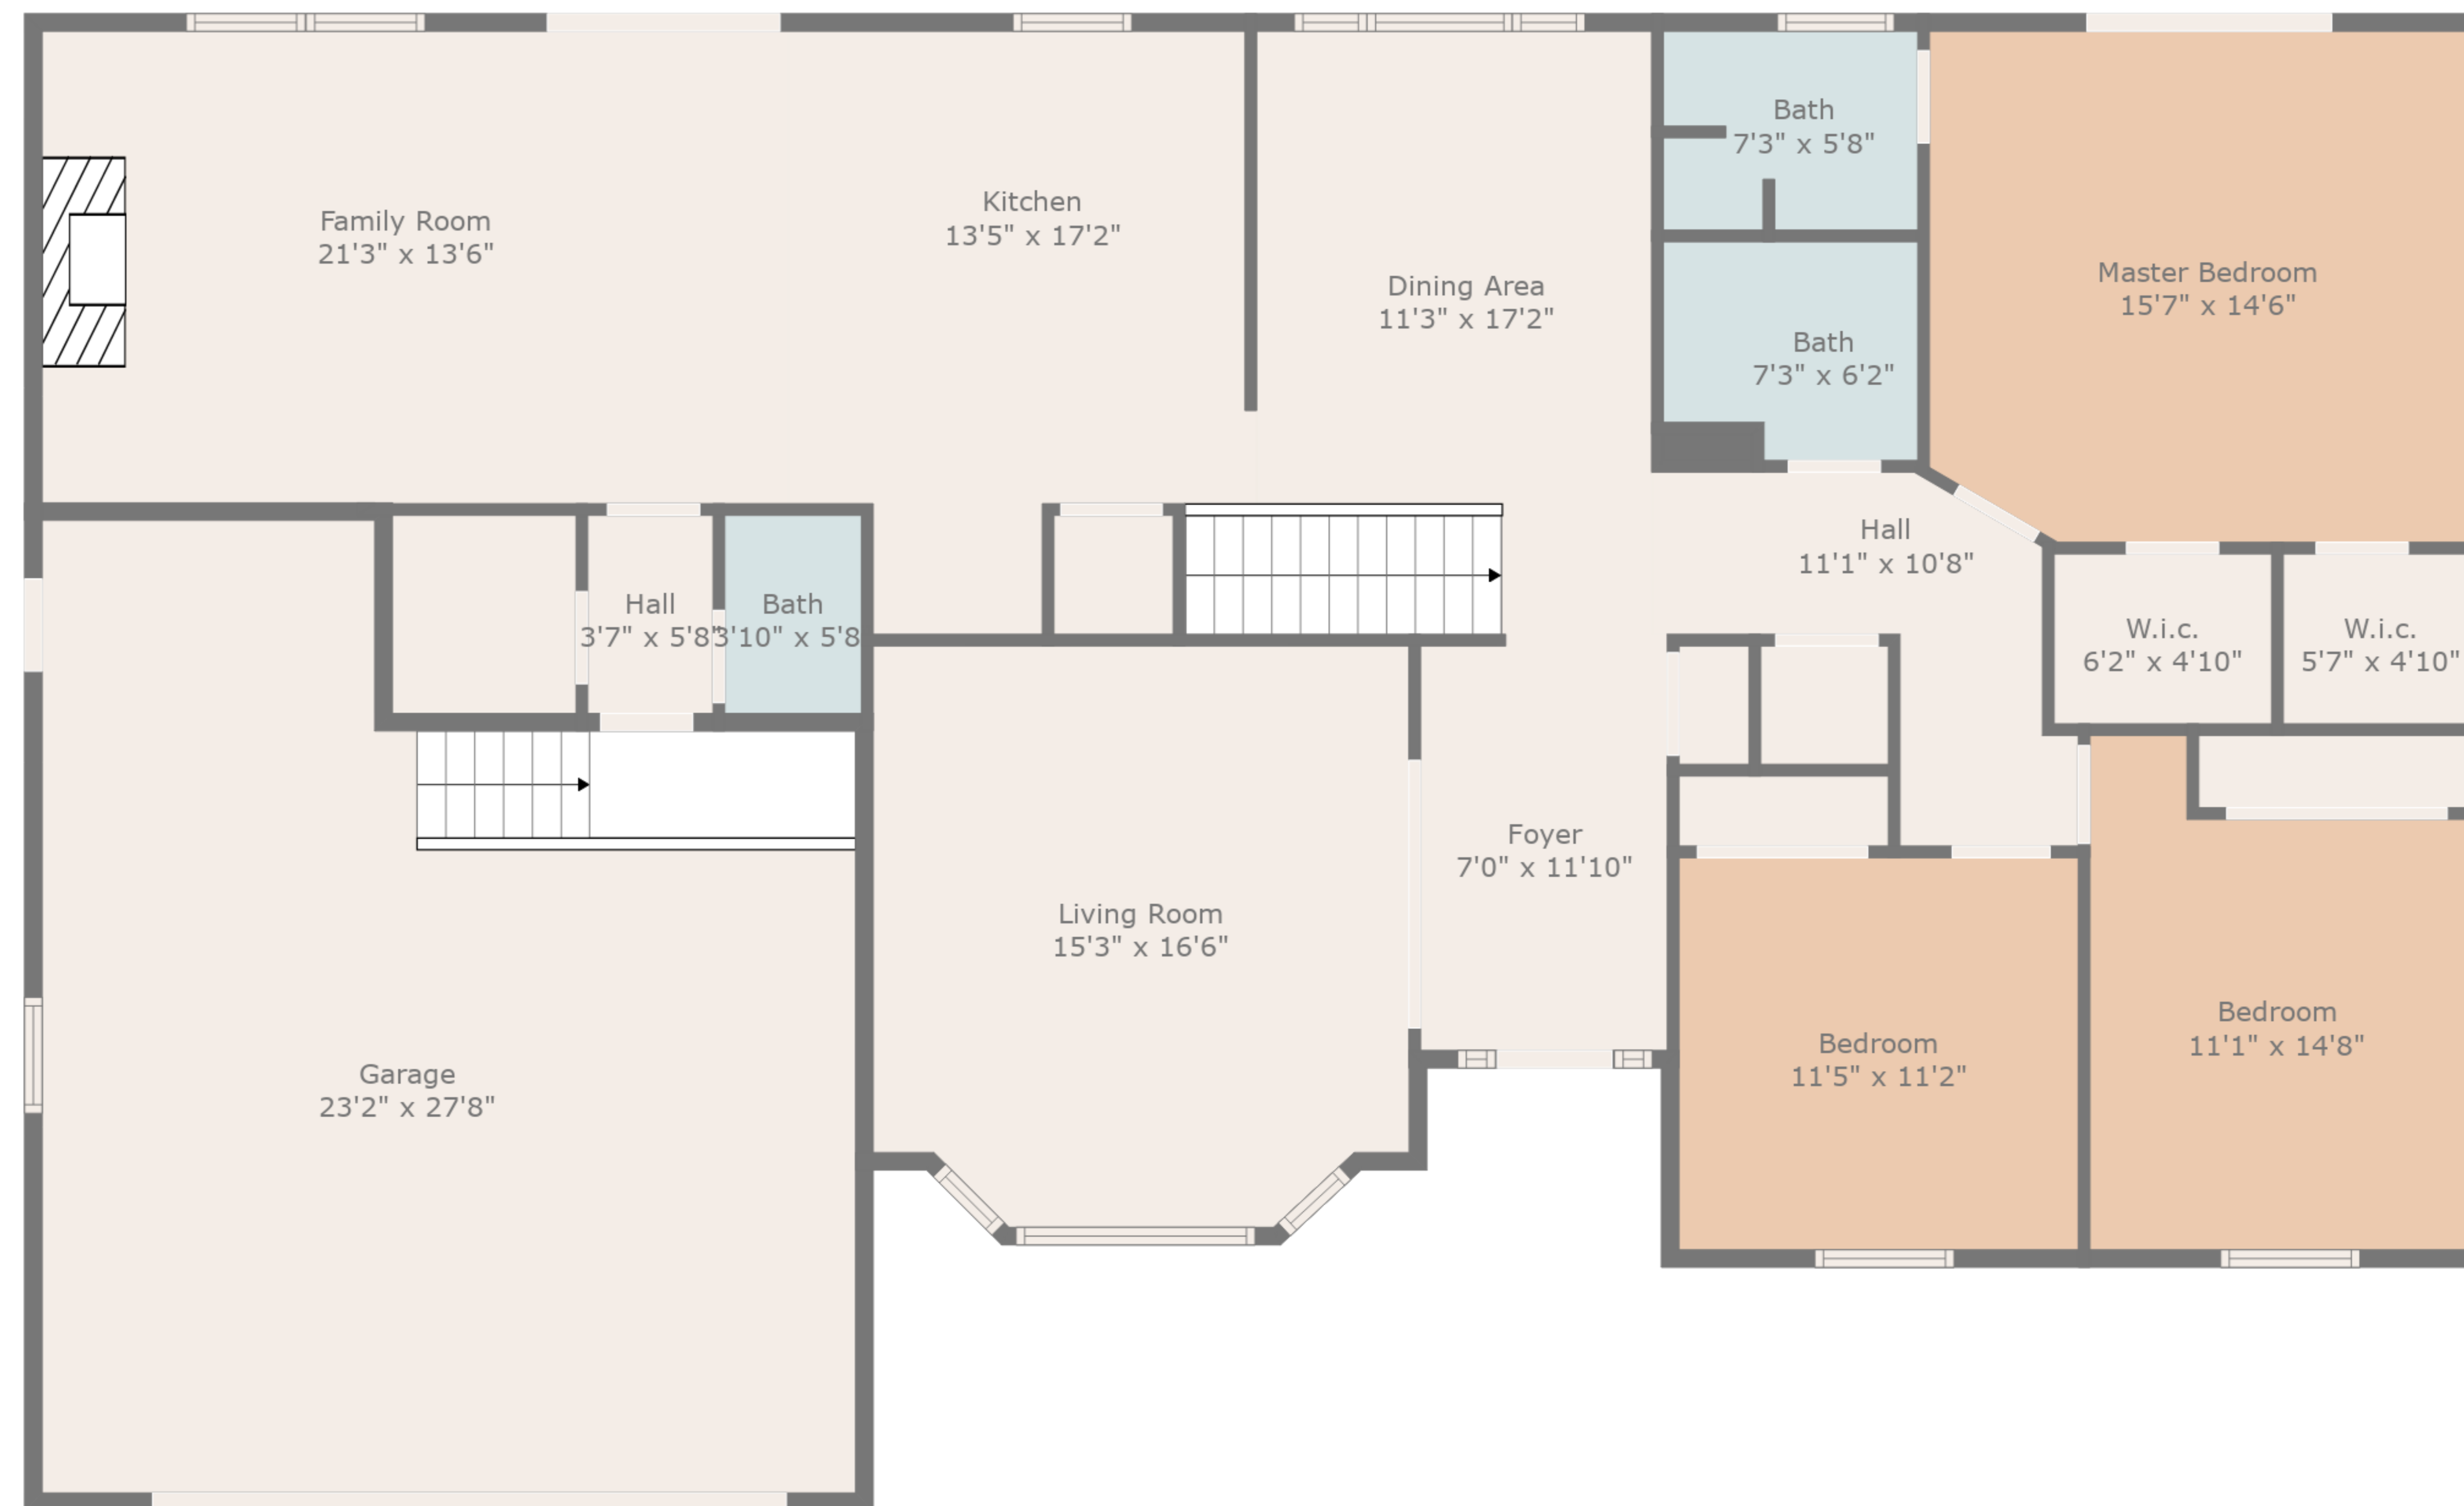 Family Room
21'3" x 13'6"
Kitchen
13'5" x 17'2"
Dining Area
11'3" x 17'2"
Bath
7'3" x 5'8"
Bath
7'3" x 6'2"
Master Bedroom
15'7" x 14'6"
Hall
11'1" x 10'8"
Hall
3'7" x 5'8"
Bath
3'10" x 5'8
W.i.c.
6'2" x 4'10"
W.i.c.
5'7" x 4'10"
Foyer
7'0" x 11'10"
Living Room
15'3" x 16'6"
Garage
23'2" x 27'8"
Bedroom
11'5" x 11'2"
Bedroom
11'1" x 14'8"